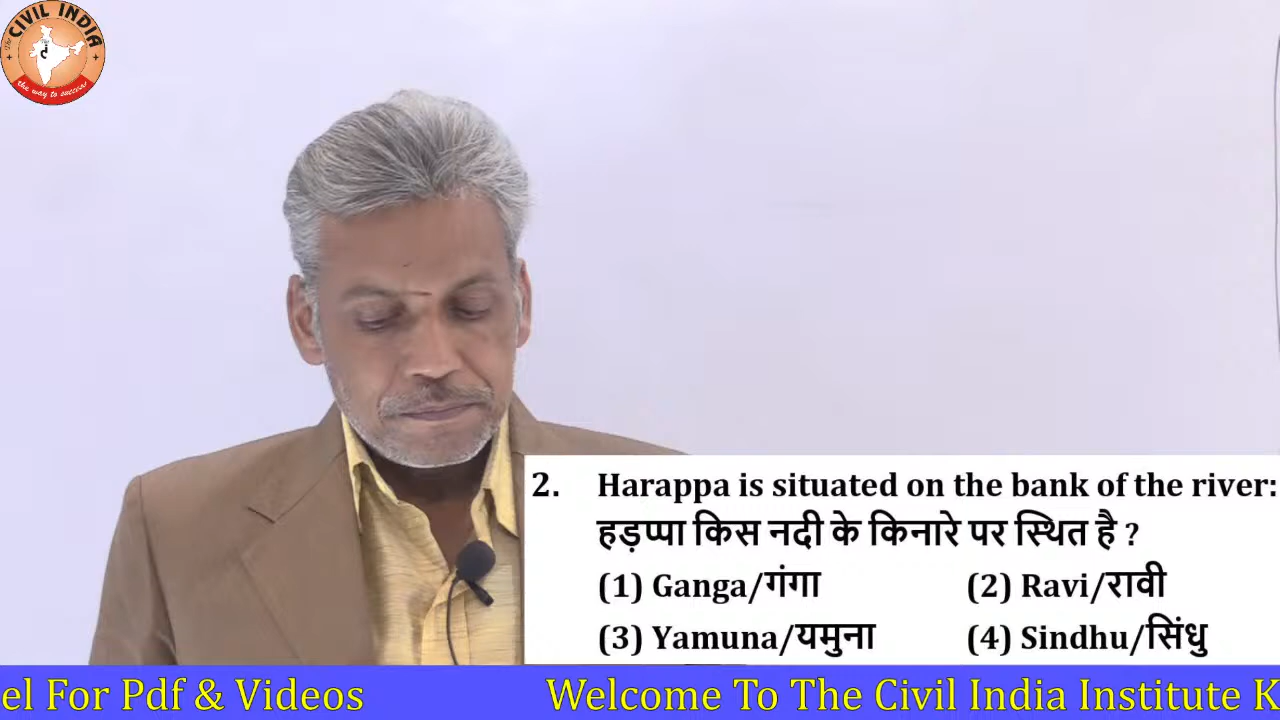 The CIVIL INDIA
the way to success
2. Harappa is situated on the bank of the river:
हड़प्पा किस नदी के किनारे पर स्थित है ?
(1) Ganga/गंगा (2) Ravi/रावी
(3) Yamuna/यमुना (4) Sindhu/सिंधु
el For Pdf & Videos Welcome To The Civil India Institute K